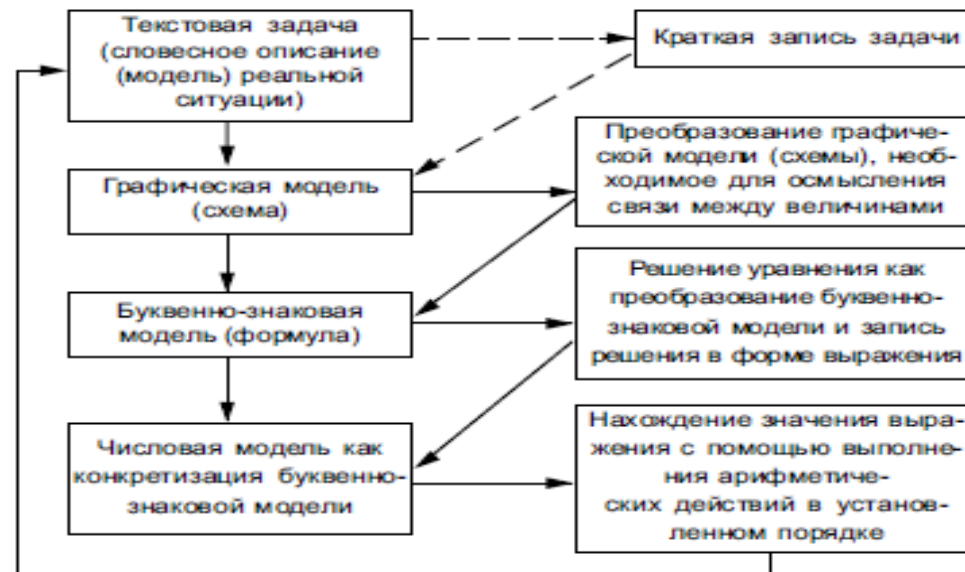 Текстовая задача
(словесное описание
(модель) реальной
ситуации)
Краткая запись задачи
Графическая модель
(схема)
Преобразование графиче-
ской модели (схемы), необ-
ходимое для осмысления
связи между величинами
Буквенно-знаковая
модель (формула)
Решение уравнения как
преобразование буквенно-
знаковой модели и запись
решения в форме выражения
Числовая модель как
конкретизация буквенно-
знаковой модели
Нахождение значения выра-
жения с помощью выполне-
ния арифметиче-
ских действий в установ-
ленном порядке